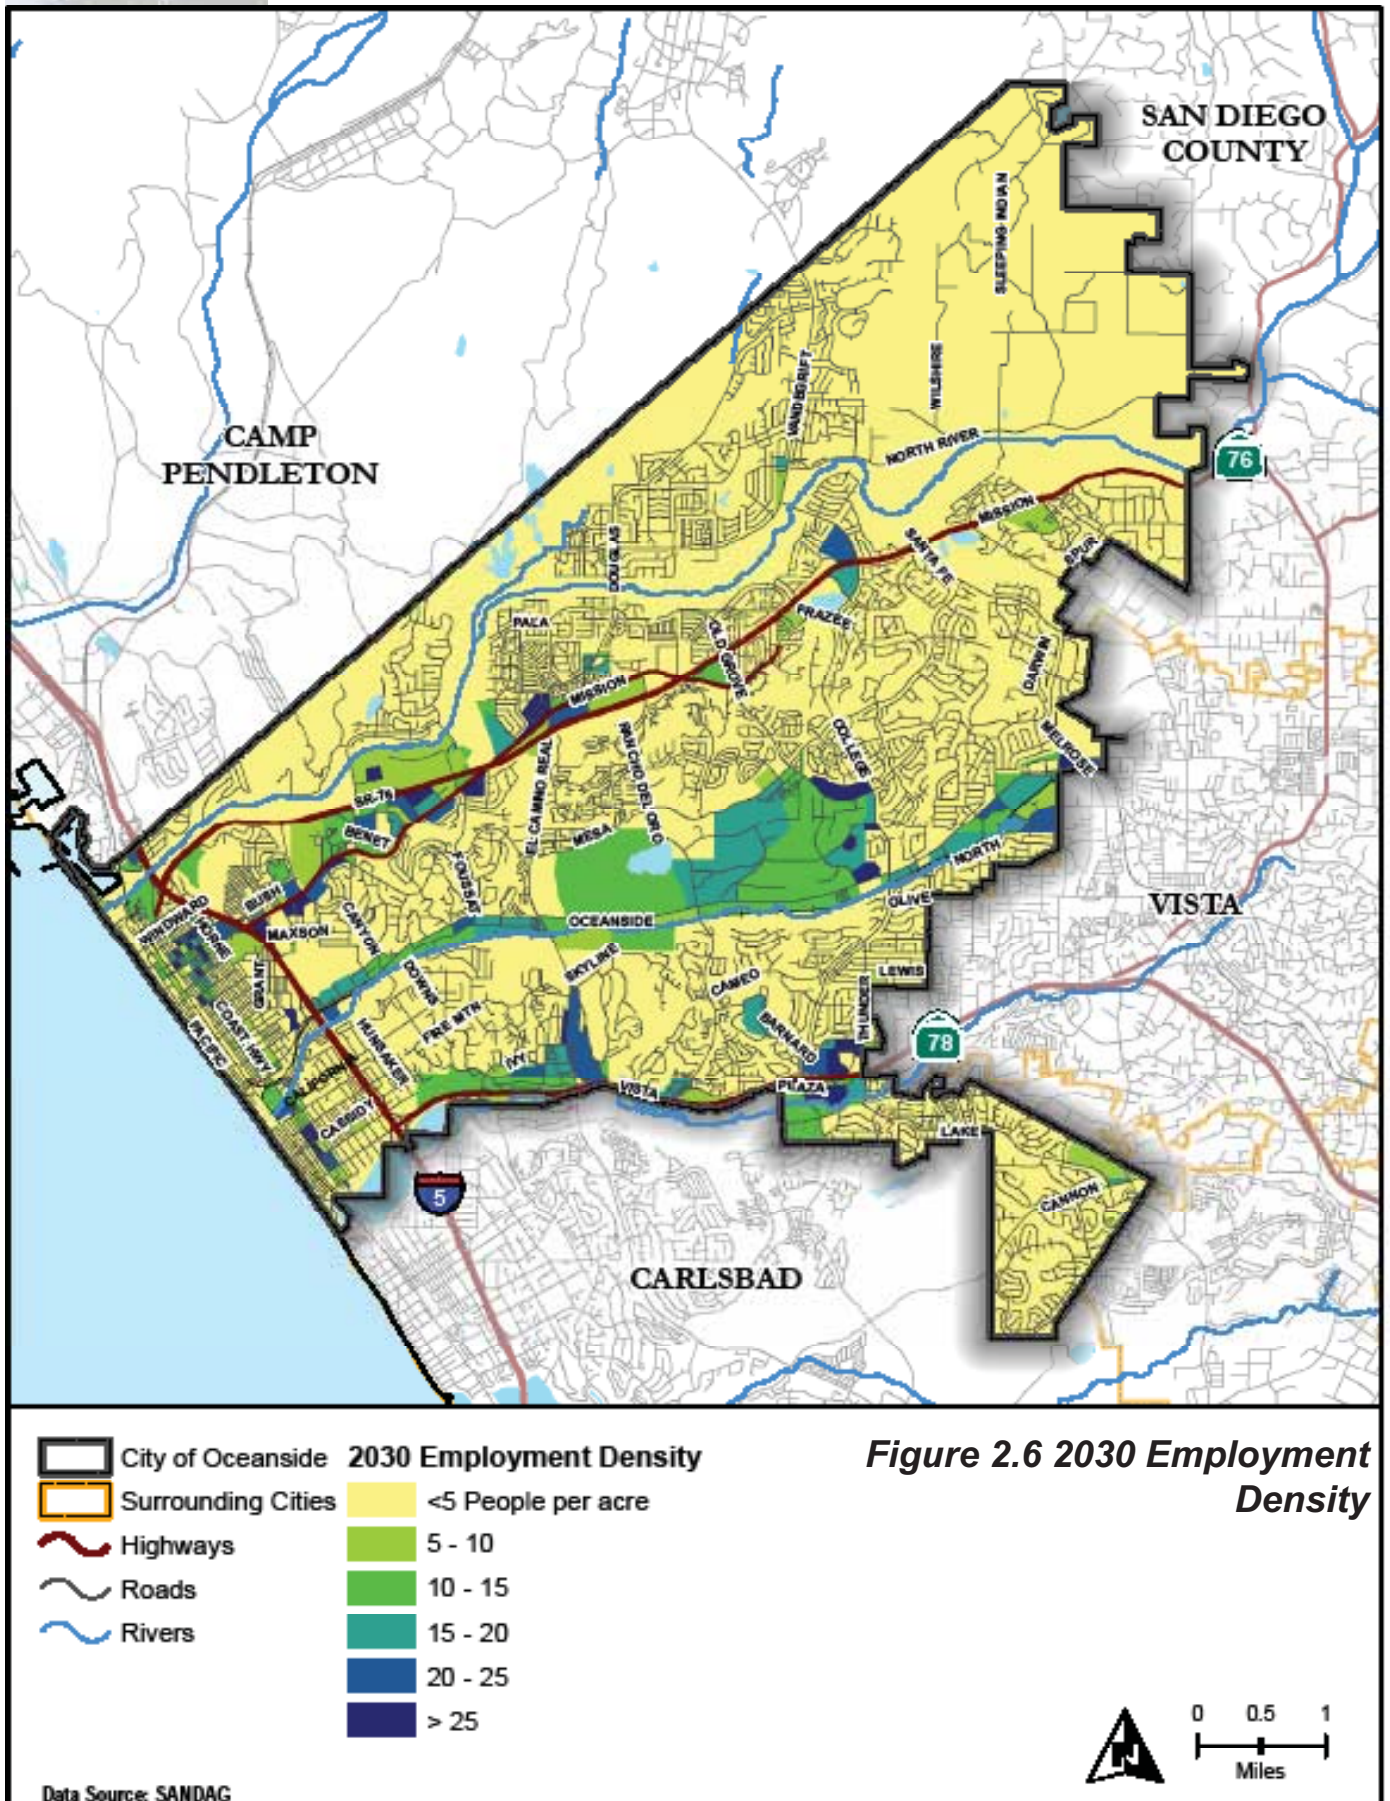 SAN DIEGO
COUNTY
SLEEPING INDIAN
WILSHIRE
VANDEGRIFT
CAMP
PENDLETON
NORTH RIVER
76
MISSION
SANTA FE
SPUR
DOUGLAS
PALA
FRAZEE
OLD GROVE
DARWIN
MISSION
MELROSE
COLLEGE
RANCHO DEL ORO
EL CAMINO REAL
SR-76
BENET
MESA
FOUSSAT
NORTH
OLIVE
VISTA
BUSH
WINDWARD
HORNE
MAXSON
CANYON
OCEANSIDE
GRANT
DOWNS
SKYLINE
CAMEO
LEWIS
THUNDER
COAST HWY
PACIFIC
FIRE MTN
HUNSAKER
BARNARD
78
IVY
CALIFORNIA
CASSIDY
VISTA
PLAZA
LAKE
CANNON
5
CARLSBAD
City of Oceanside
Surrounding Cities
Highways
Roads
Rivers
2030 Employment Density
<5 People per acre
5 - 10
10 - 15
15 - 20
20 - 25
> 25
Figure 2.6 2030 Employment
Density
N
0 0.5 1
Miles
Data Source: SANDAG